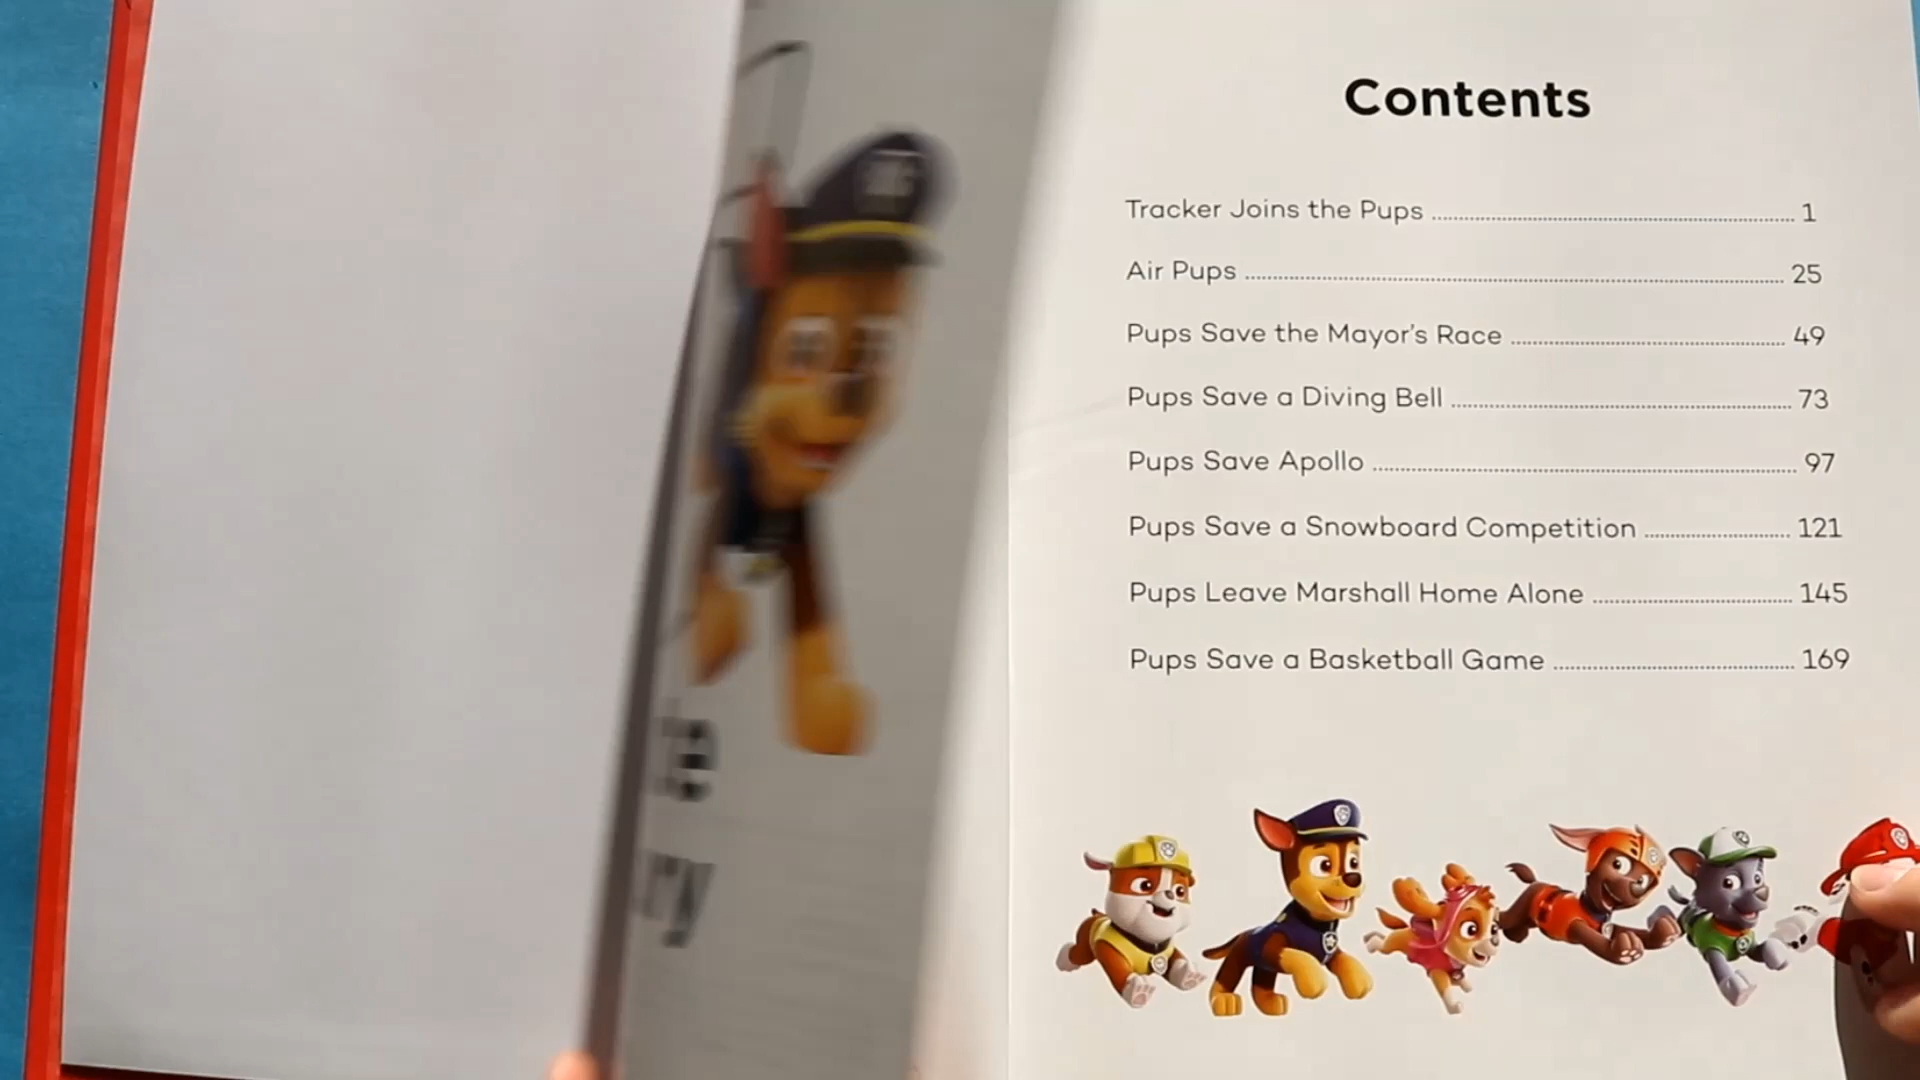 Contents
Tracker Joins the Pups 1
Air Pups 25
Pups Save the Mayor's Race 49
Pups Save a Diving Bell 73
Pups Save Apollo 97
Pups Save a Snowboard Competition 121
Pups Leave Marshall Home Alone 145
Pups Save a Basketball Game 169